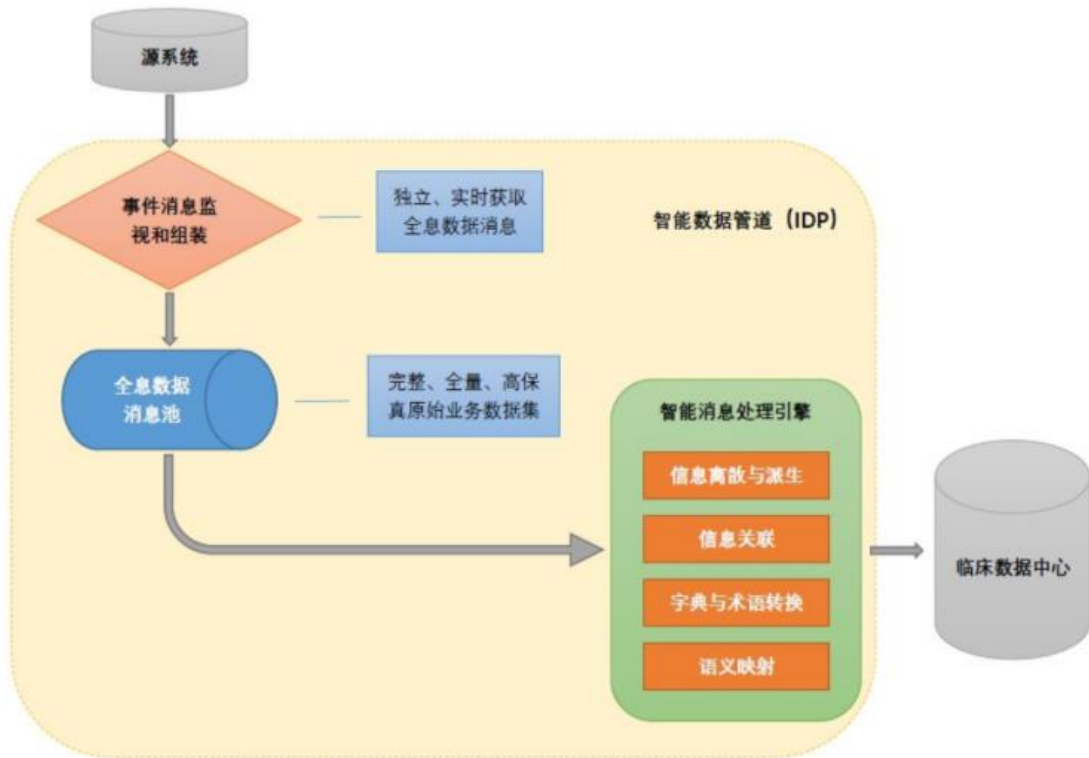 源系统
事件消息监
视和组装
独立、实时获取
全息数据消息
智能数据管道（IDP）
全息数据
消息池
完整、全量、高保
真原始业务数据集
智能消息处理引擎
信息离散与派生
信息关联
字典与术语转换
语义映射
临床数据中心